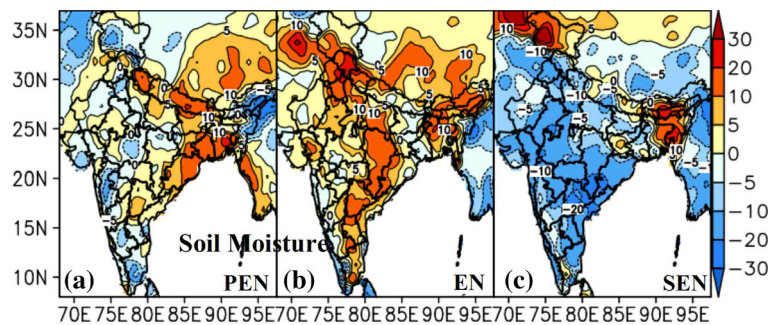 35N
30N
25N
20N
15N
10N
Soil Moisture
(a) PEN
(b) EN
(c) SEN
70E 75E 80E 85E 90E 95E
70E 75E 80E 85E 90E 95E
70E 75E 80E 85E 90E 95E
30
20
10
5
0
−5
−10
−20
−30